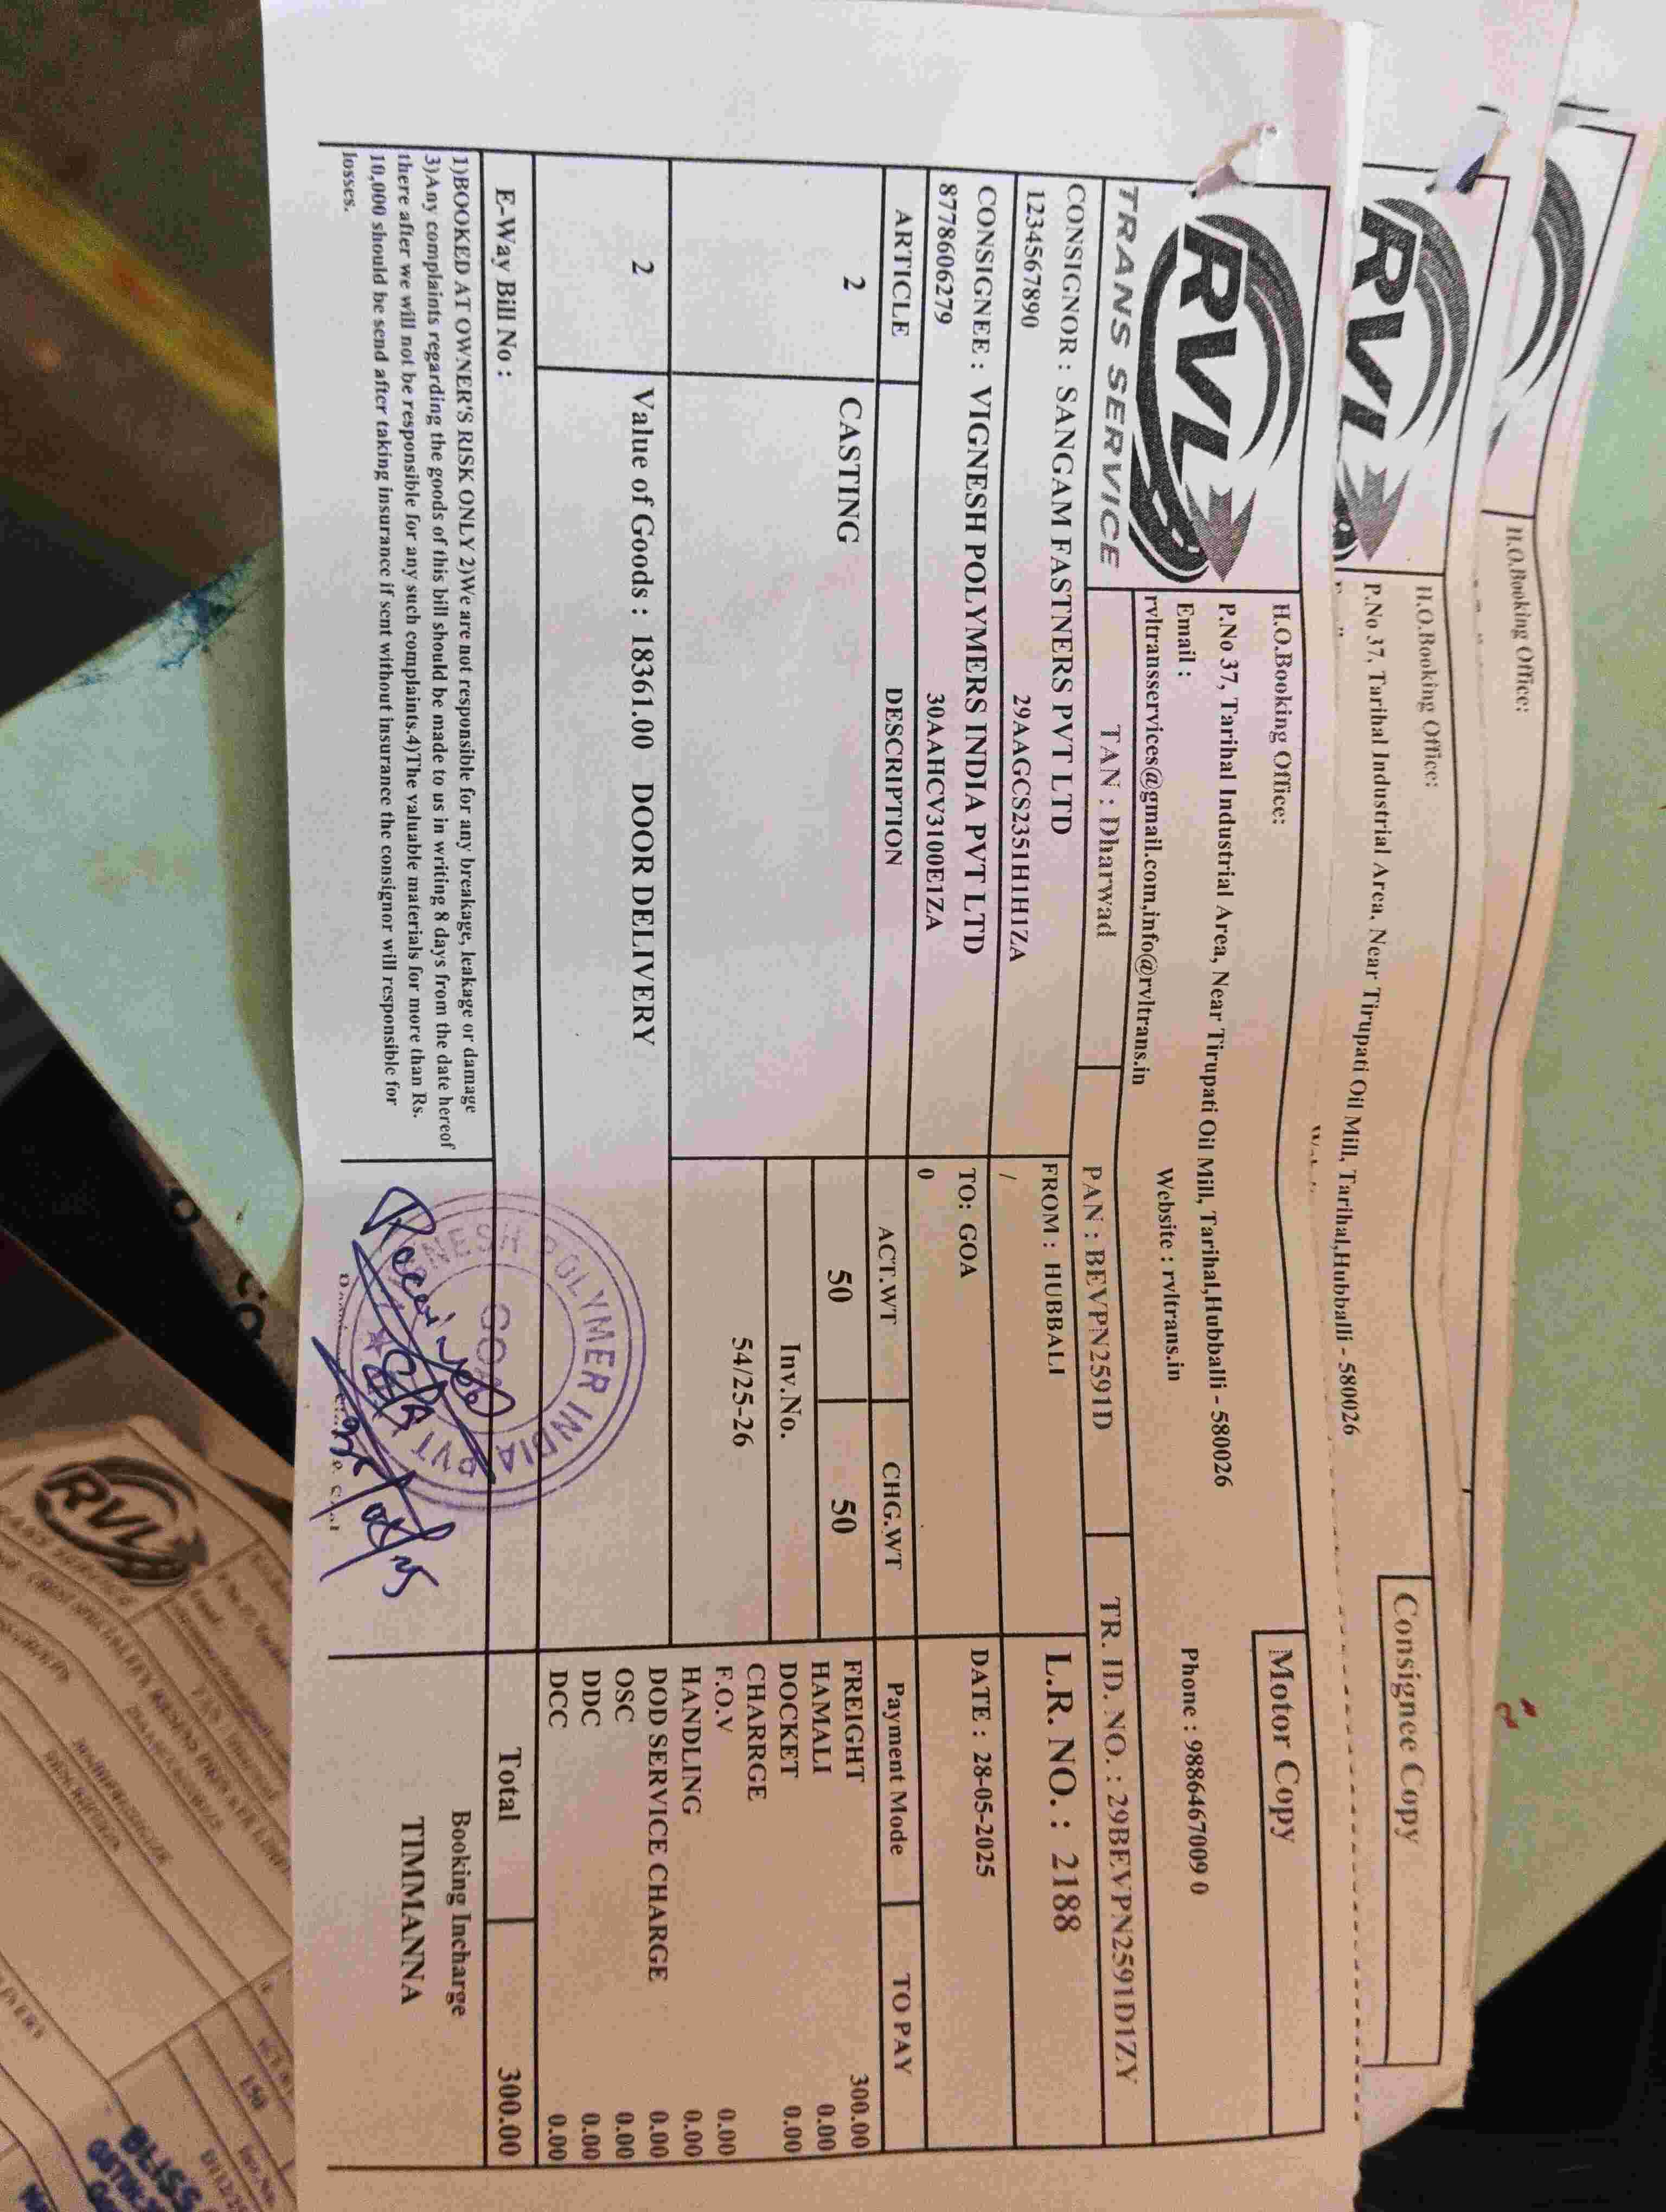 H.O.Booking Office:
H.O.Booking Office:
Consignee Copy
RVL
P.No 37, Tarihal Industrial Area, Near Tirupati Oil Mill, Tarihal,Hubballi - 580026
RVL
TRANS SERVICE
H.O.Booking Office:
Motor Copy
P.No 37, Tarihal Industrial Area, Near Tirupati Oil Mill, Tarihal,Hubballi - 580026
Email :
Website : rvltrans.in
Phone : 9886467009 0
rvltransservices@gmail.com,info@rvltrans.in
TAN : Dharwad
PAN : BEVPN2591D
TR. ID. NO. : 29BEVPN2591D1ZY
CONSIGNOR : SANGAM FASTNERS PVT LTD
FROM : HUBBALI
L.R. NO. : 2188
1234567890
29AAGCS2351H1H1ZA
/
CONSIGNEE : VIGNESH POLYMERS INDIA PVT LTD
TO: GOA
DATE : 28-05-2025
8778606279
30AAHCV3100E1ZA
0
ARTICLE
DESCRIPTION
ACT.WT
CHG.WT
Payment Mode
TO PAY
2
CASTING
50
50
FREIGHT 300.00
HAMALI 0.00
Inv.No.
DOCKET 0.00
CHARRGE
54/25-26
F.O.V 0.00
HANDLING 0.00
2
Value of Goods : 18361.00 DOOR DELIVERY
DOD SERVICE CHARGE 0.00
OSC 0.00
DDC 0.00
DCC 0.00
E-Way Bill No :
Total
300.00
1)BOOKED AT OWNER'S RISK ONLY 2)We are not responsible for any breakage, leakage or damage
3)Any complaints regarding the goods of this bill should be made to us in writing 8 days from the date hereof
there after we will not be responsible for any such complaints.4)The valuable materials for more than Rs.
10,000 should be send after taking insurance if sent without insurance the consignor will responsible for
losses.
NESH POLYMER INDIA PVT
GOA
Booking Incharge
TIMMANNA
RVL
150
BLISS